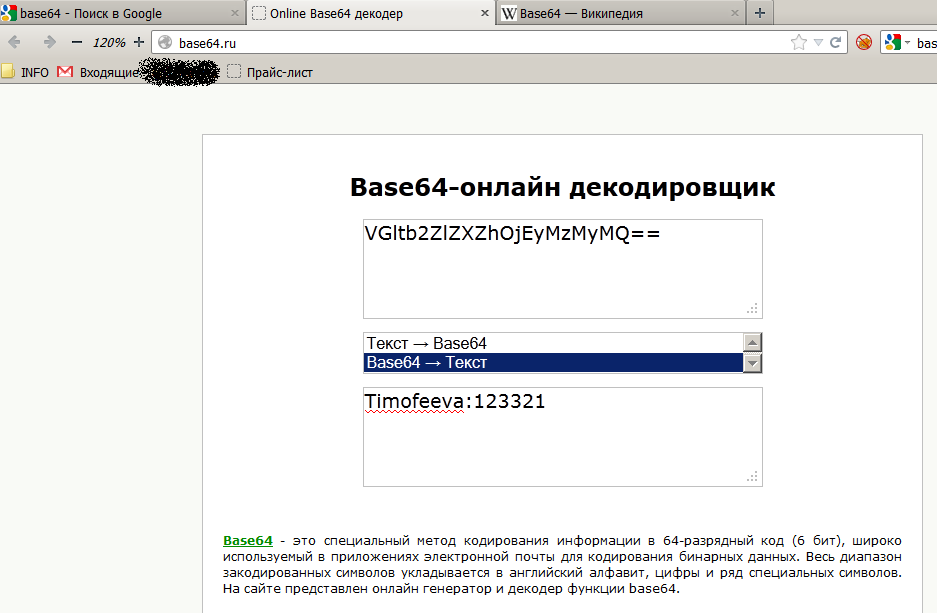 base64 - Поиск в Google
Online Base64 декодер
Base64 — Википедия
120%
base64.ru
bas
INFO
Входящие
Прайс-лист
Base64-онлайн декодировщик
VGltb2ZlZXZhOjEyMzMyMQ==
Текст → Base64
Base64 → Текст
Timofeeva:123321
Base64 - это специальный метод кодирования информации в 64-разрядный код (6 бит), широко
используемый в приложениях электронной почты для кодирования бинарных данных. Весь диапазон
закодированных символов укладывается в английский алфавит, цифры и ряд специальных символов.
На сайте представлен онлайн генератор и декодер функции base64.